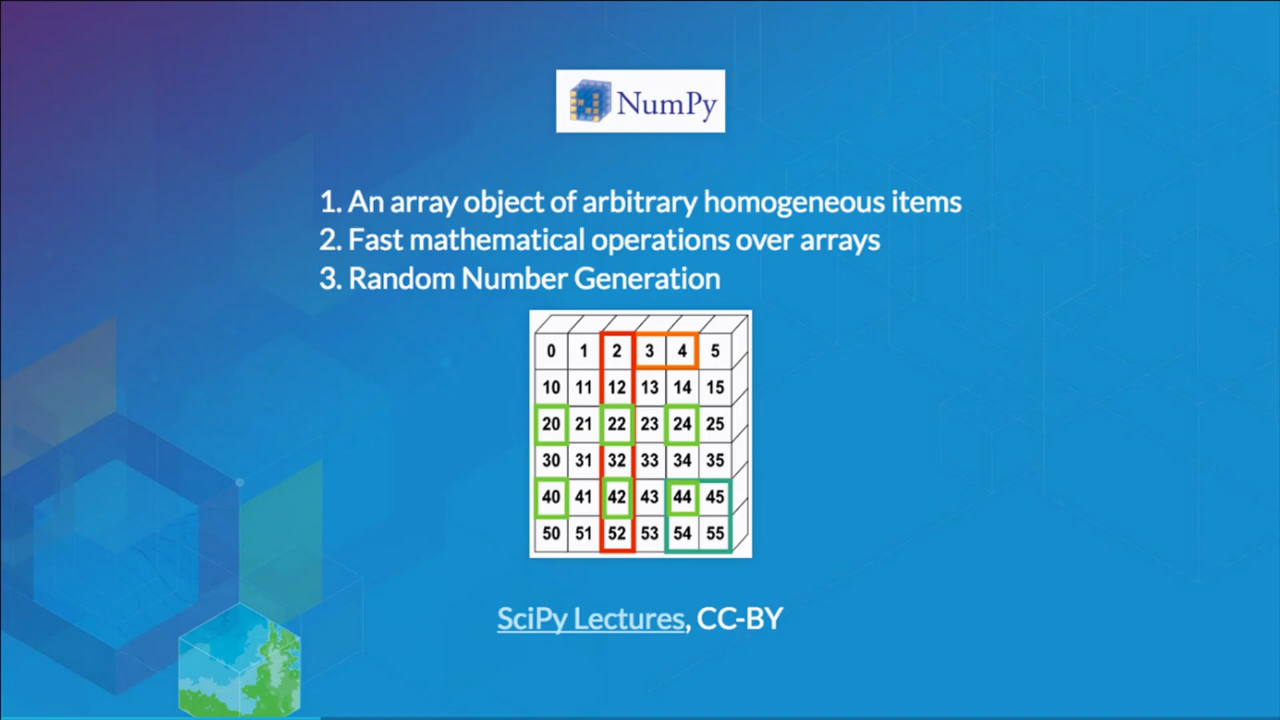 NumPy
1. An array object of arbitrary homogeneous items
2. Fast mathematical operations over arrays
3. Random Number Generation
0 1 2 3 4 5
10 11 12 13 14 15
20 21 22 23 24 25
30 31 32 33 34 35
40 41 42 43 44 45
50 51 52 53 54 55
SciPy Lectures, CC-BY